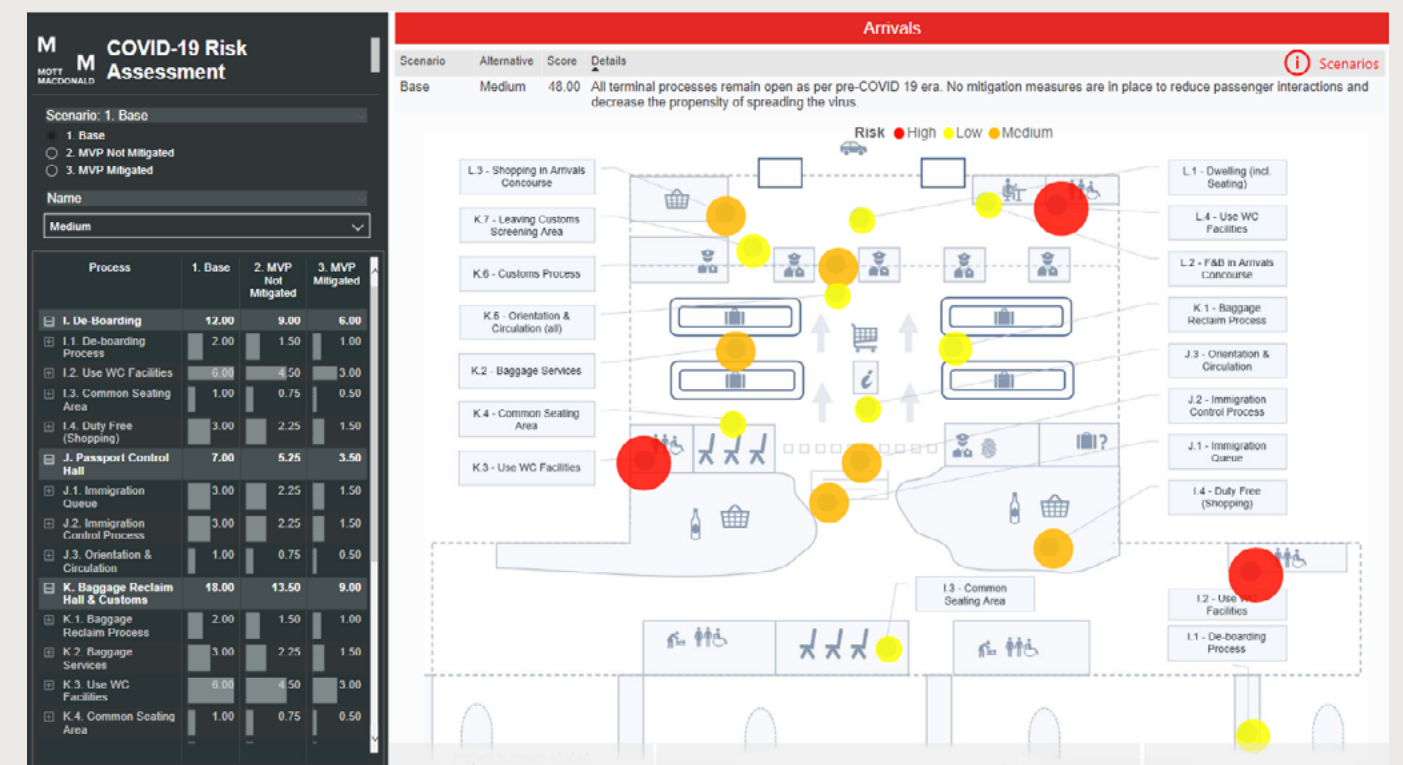 M
M
MOTT
MACDONALD
COVID-19 Risk
Assessment
Scenario: 1. Base
1. Base
2. MVP Not Mitigated
3. MVP Mitigated
Name
Medium
Process 1. Base 2. MVP Not Mitigated 3. MVP Mitigated
I. De-Boarding 12.00 9.00 6.00
I.1. De-boarding Process 2.00 1.50 1.00
I.2. Use WC Facilities 6.00 4.50 3.00
I.3. Common Seating Area 1.00 0.75 0.50
I.4. Duty Free (Shopping) 3.00 2.25 1.50
J. Passport Control Hall 7.00 5.25 3.50
J.1. Immigration Queue 3.00 2.25 1.50
J.2. Immigration Control Process 3.00 2.25 1.50
J.3. Orientation & Circulation 1.00 0.75 0.50
K. Baggage Reclaim Hall & Customs 18.00 13.50 9.00
K.1. Baggage Reclaim Process 2.00 1.50 1.00
K.2. Baggage Services 3.00 2.25 1.50
K.3. Use WC Facilities 6.00 4.50 3.00
K.4. Common Seating Area 1.00 0.75 0.50
Arrivals
Scenario Alternative Score Details
Scenarios
Base Medium 48.00 All terminal processes remain open as per pre-COVID 19 era. No mitigation measures are in place to reduce passenger interactions and
decrease the propensity of spreading the virus.
Risk High Low Medium
L.3 - Shopping in Arrivals
Concourse
K.7 - Leaving Customs
Screening Area
K.6 - Customs Process
K.5 - Orientation &
Circulation (all)
K.2 - Baggage Services
K.4 - Common Seating
Area
K.3 - Use WC Facilities
L.1 - Dwelling (incl.
Seating)
L.4 - Use WC
Facilities
L.2 - F&B in Arrivals
Concourse
K.1 - Baggage
Reclaim Process
J.3 - Orientation &
Circulation
J.2 - Immigration
Control Process
J.1 - Immigration
Queue
I.4 - Duty Free
(Shopping)
I.3 - Common
Seating Area
I.2 - Use WC
Facilities
I.1 - De-boarding
Process
i
?